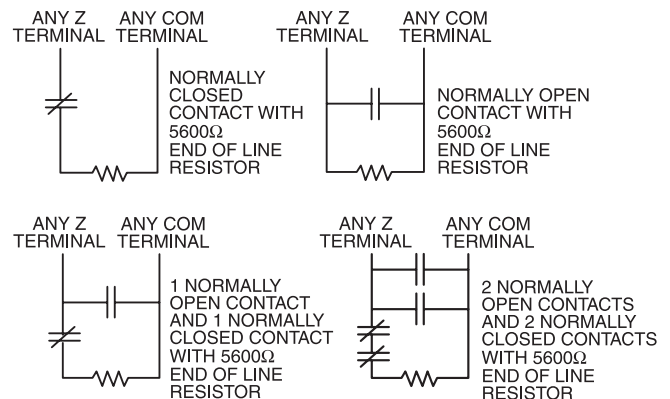 ANY Z
TERMINAL
ANY COM
TERMINAL
NORMALLY
CLOSED
CONTACT WITH
5600Ω
END OF LINE
RESISTOR
ANY Z
TERMINAL
ANY COM
TERMINAL
NORMALLY OPEN
CONTACT WITH
5600Ω
END OF LINE
RESISTOR
ANY Z
TERMINAL
ANY COM
TERMINAL
1 NORMALLY
OPEN CONTACT
AND 1 NORMALLY
CLOSED CONTACT
WITH 5600Ω
END OF LINE
RESISTOR
ANY Z
TERMINAL
ANY COM
TERMINAL
2 NORMALLY
OPEN CONTACTS
AND 2 NORMALLY
CLOSED CONTACTS
WITH 5600Ω
END OF LINE
RESISTOR